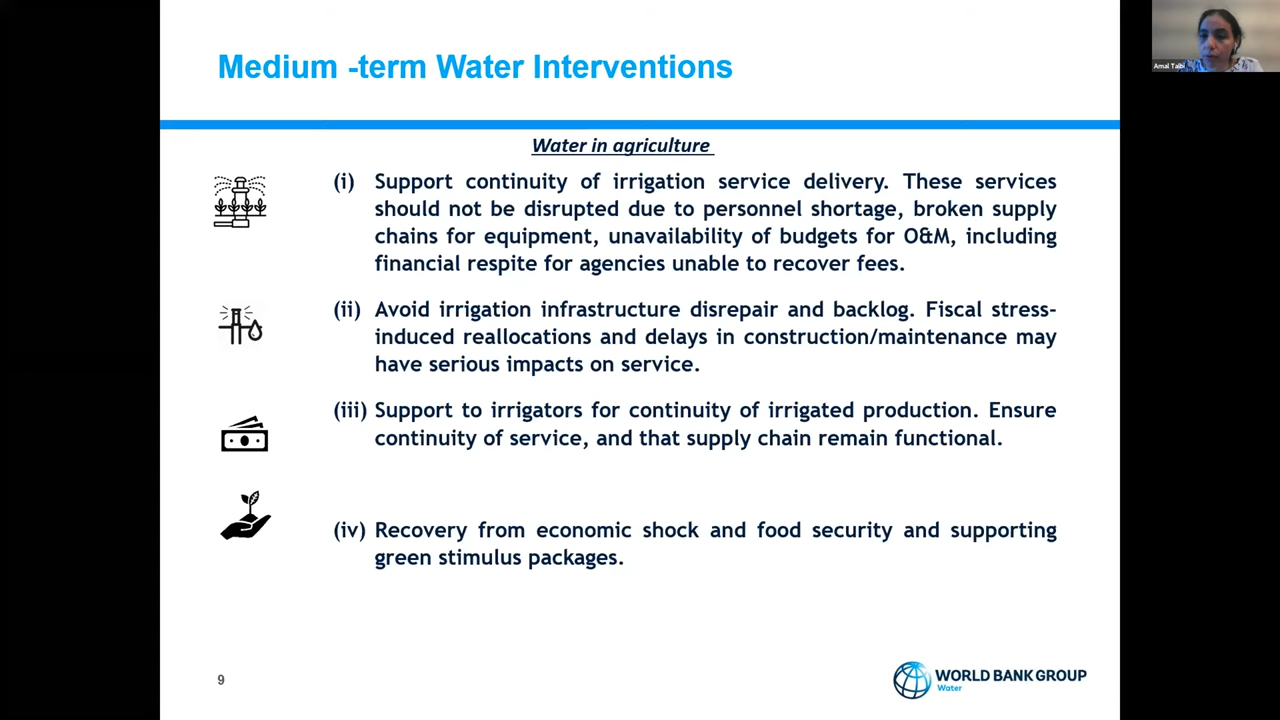 Medium -term Water Interventions
Amal Talbi
Water in agriculture
(i) Support continuity of irrigation service delivery. These services
should not be disrupted due to personnel shortage, broken supply
chains for equipment, unavailability of budgets for O&M, including
financial respite for agencies unable to recover fees.
(ii) Avoid irrigation infrastructure disrepair and backlog. Fiscal stress-
induced reallocations and delays in construction/maintenance may
have serious impacts on service.
(iii) Support to irrigators for continuity of irrigated production. Ensure
continuity of service, and that supply chain remain functional.
(iv) Recovery from economic shock and food security and supporting
green stimulus packages.
9
WORLD BANK GROUP
Water